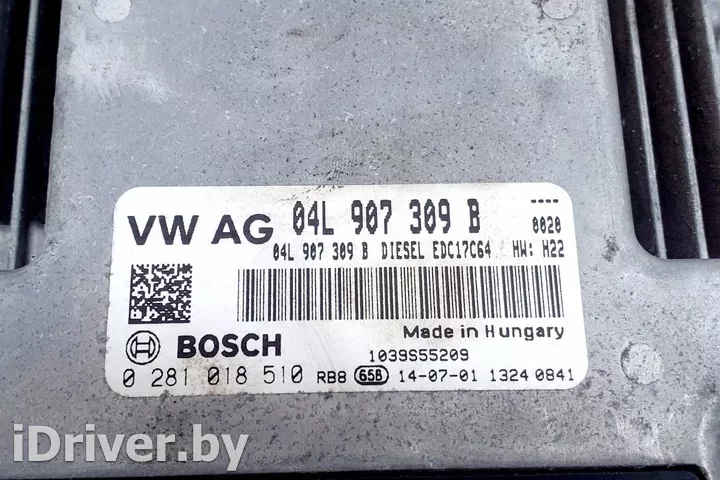 VW AG 04L 907 309 B ----
0020
04L 907 309 B DIESEL EDC17C64 HW: H22
Made in Hungary
BOSCH 1039S55209
0 281 018 510 RB8 65B 14-07-01 1324 0841
iDriver.by